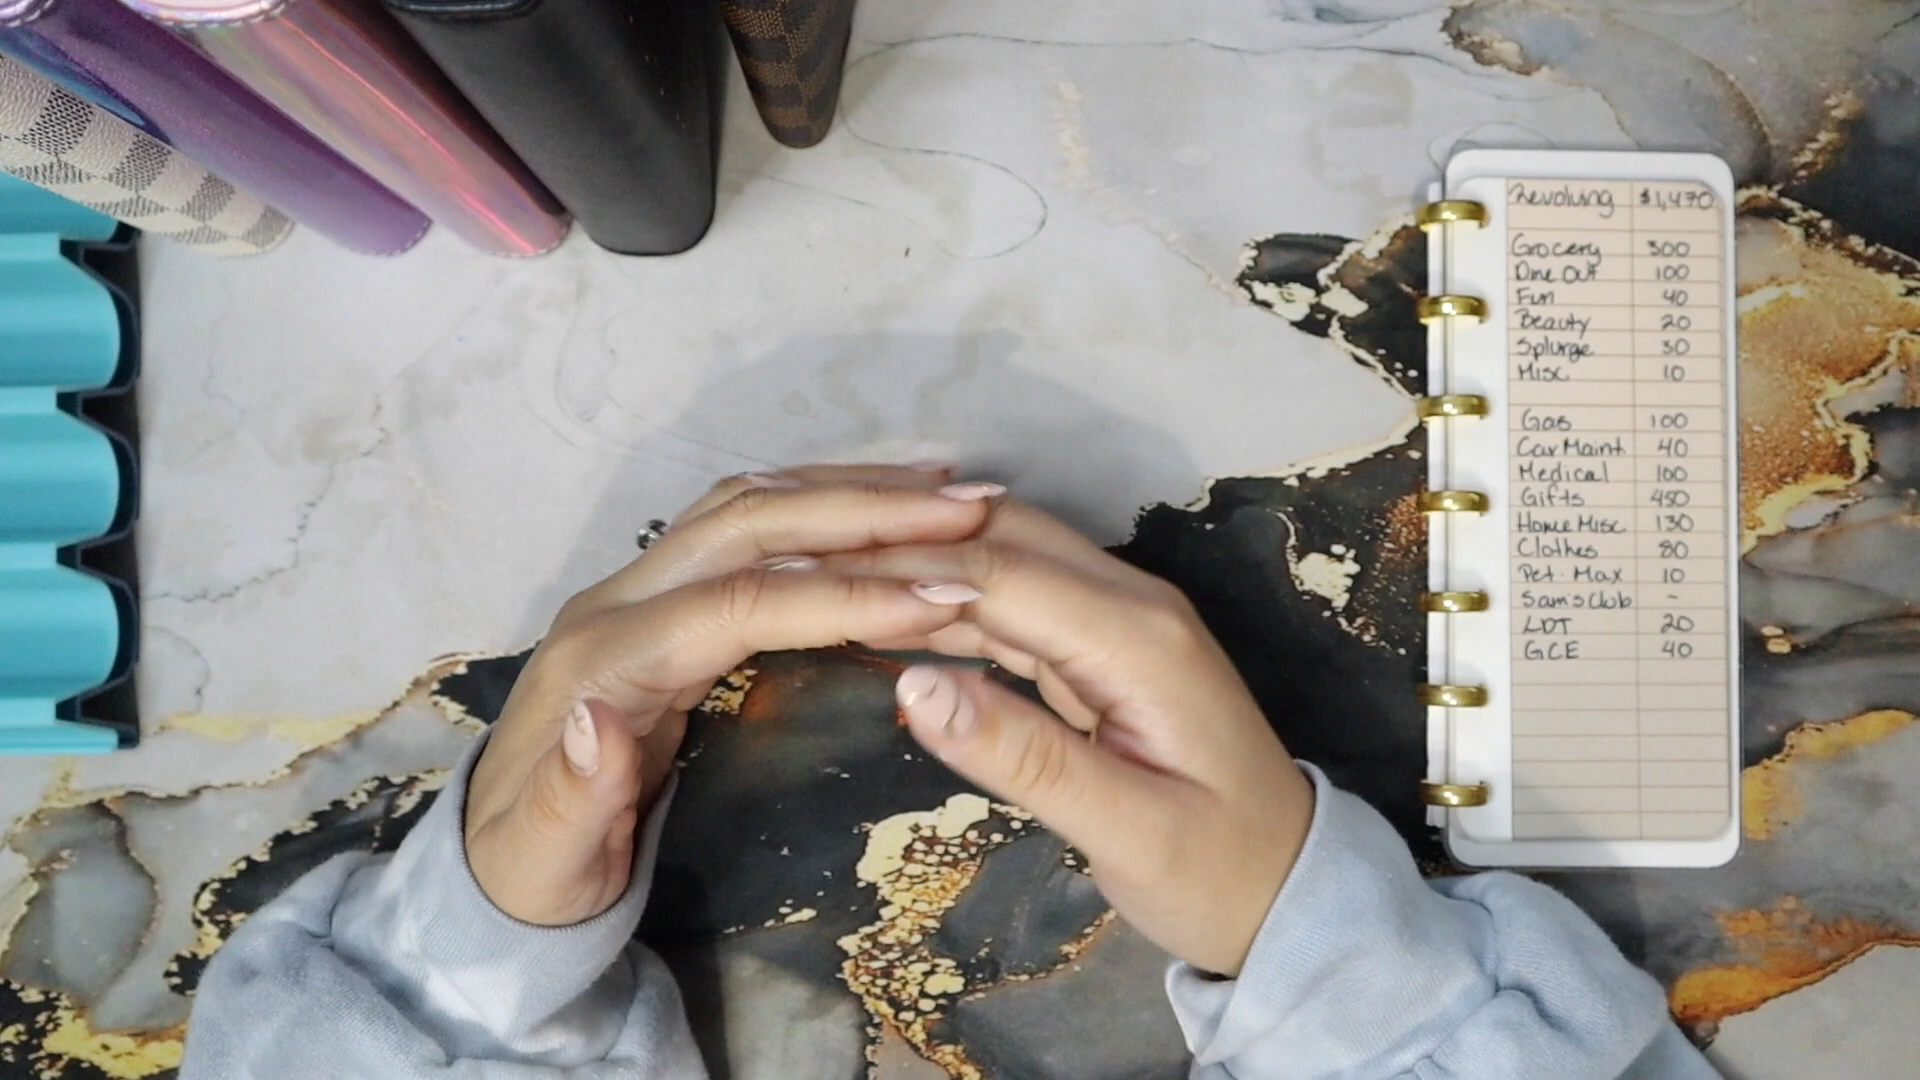 Revolving $1,470
Grocery 300
Dine Out 100
Fun 40
Beauty 20
Splurge 30
Misc 10
Gas 100
Car Maint 40
Medical 100
Gifts 450
Home Misc 130
Clothes 80
Pet - Max 10
Sam's Club -
LDT 20
GCE 40